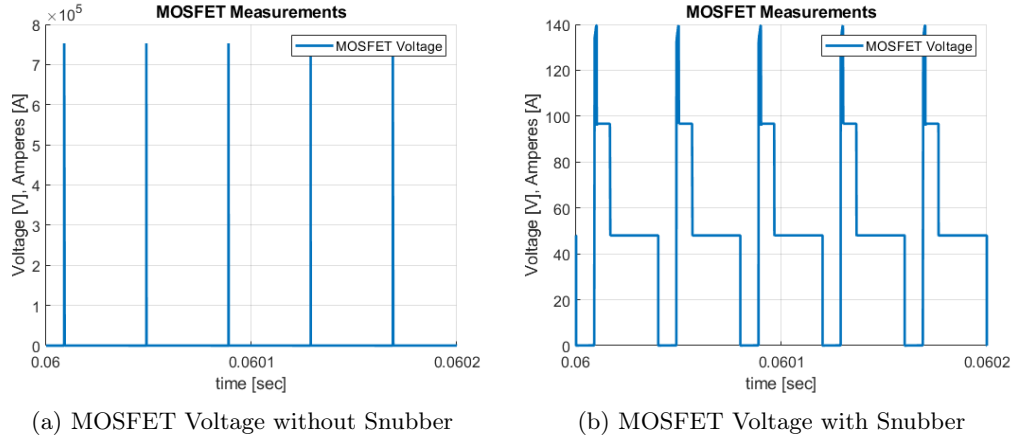 MOSFET Measurements
×10⁵
MOSFET Voltage
8
7
6
5
4
3
2
1
0
Voltage [V], Amperes [A]
0.06
0.0601
0.0602
time [sec]
(a) MOSFET Voltage without Snubber
MOSFET Measurements
MOSFET Voltage
140
120
100
80
60
40
20
0
Voltage [V], Amperes [A]
0.06
0.0601
0.0602
time [sec]
(b) MOSFET Voltage with Snubber